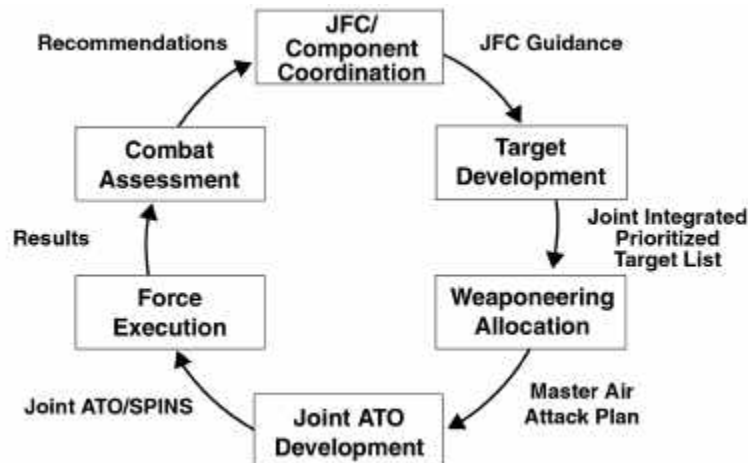 JFC/
Component
Coordination
JFC Guidance
Target
Development
Joint Integrated
Prioritized
Target List
Weaponeering
Allocation
Master Air
Attack Plan
Joint ATO
Development
Joint ATO/SPINS
Force
Execution
Results
Combat
Assessment
Recommendations